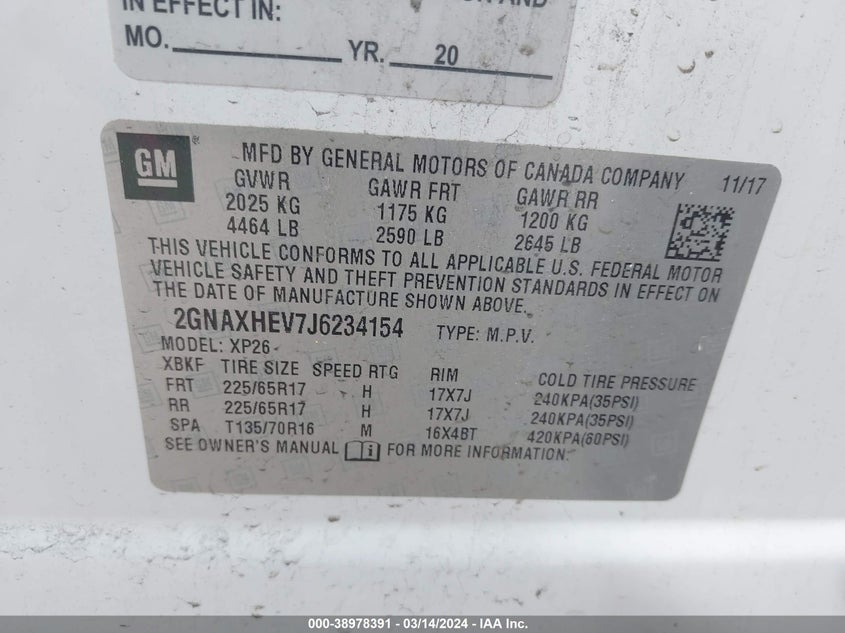 IN EFFECT IN:
MO. YR. 20
GM MFD BY GENERAL MOTORS OF CANADA COMPANY 11/17
GVWR GAWR FRT GAWR RR
2025 KG 1175 KG 1200 KG
4464 LB 2590 LB 2645 LB
THIS VEHICLE CONFORMS TO ALL APPLICABLE U.S. FEDERAL MOTOR
VEHICLE SAFETY AND THEFT PREVENTION STANDARDS IN EFFECT ON
THE DATE OF MANUFACTURE SHOWN ABOVE.
2GNAXHEV7J6234154 TYPE: M.P.V.
MODEL: XP26
XBKF TIRE SIZE SPEED RTG RIM COLD TIRE PRESSURE
FRT 225/65R17 H 17X7J 240KPA(35PSI)
RR 225/65R17 H 17X7J 240KPA(35PSI)
SPA T135/70R16 M 16X4BT 420KPA(60PSI)
SEE OWNER'S MANUAL i FOR MORE INFORMATION.
000-38978391 - 03/14/2024 - IAA Inc.